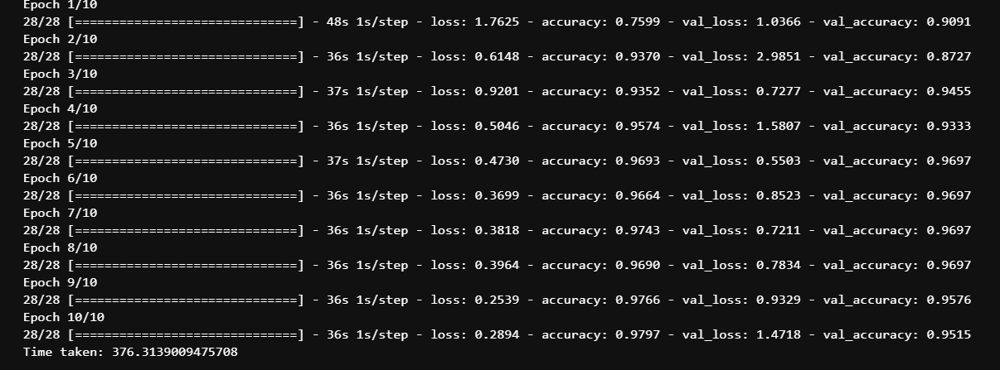 Epoch 1/10
28/28 [==============================] - 48s 1s/step - loss: 1.7625 - accuracy: 0.7599 - val_loss: 1.0366 - val_accuracy: 0.9091
Epoch 2/10
28/28 [==============================] - 36s 1s/step - loss: 0.6148 - accuracy: 0.9370 - val_loss: 2.9851 - val_accuracy: 0.8727
Epoch 3/10
28/28 [==============================] - 37s 1s/step - loss: 0.9201 - accuracy: 0.9352 - val_loss: 0.7277 - val_accuracy: 0.9455
Epoch 4/10
28/28 [==============================] - 36s 1s/step - loss: 0.5046 - accuracy: 0.9574 - val_loss: 1.5807 - val_accuracy: 0.9333
Epoch 5/10
28/28 [==============================] - 37s 1s/step - loss: 0.4730 - accuracy: 0.9693 - val_loss: 0.5503 - val_accuracy: 0.9697
Epoch 6/10
28/28 [==============================] - 36s 1s/step - loss: 0.3699 - accuracy: 0.9664 - val_loss: 0.8523 - val_accuracy: 0.9697
Epoch 7/10
28/28 [==============================] - 36s 1s/step - loss: 0.3818 - accuracy: 0.9743 - val_loss: 0.7211 - val_accuracy: 0.9697
Epoch 8/10
28/28 [==============================] - 36s 1s/step - loss: 0.3964 - accuracy: 0.9690 - val_loss: 0.7834 - val_accuracy: 0.9697
Epoch 9/10
28/28 [==============================] - 36s 1s/step - loss: 0.2539 - accuracy: 0.9766 - val_loss: 0.9329 - val_accuracy: 0.9576
Epoch 10/10
28/28 [==============================] - 36s 1s/step - loss: 0.2894 - accuracy: 0.9797 - val_loss: 1.4718 - val_accuracy: 0.9515
Time taken: 376.3139009475708